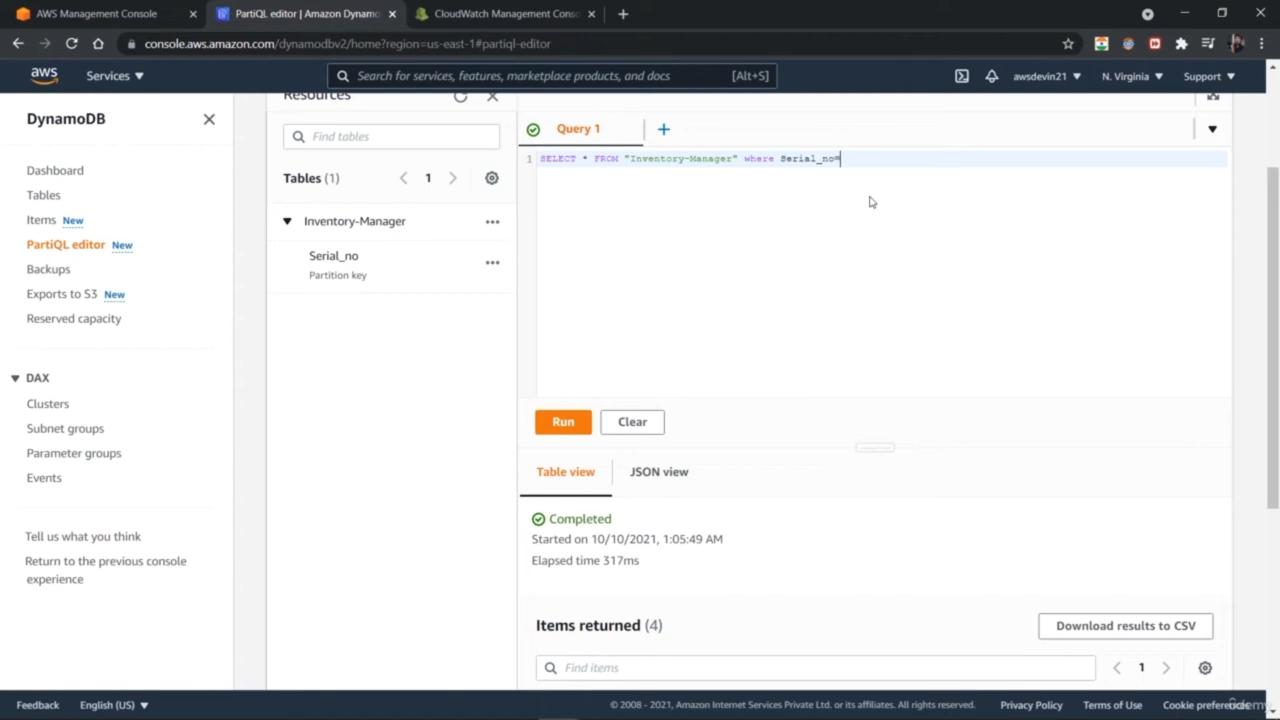 AWS Management Console
PartiQL editor | Amazon Dynamo
CloudWatch Management Conso
console.aws.amazon.com/dynamodbv2/home?region=us-east-1#partiql-editor
aws
Services
Search for services, features, marketplace products, and docs
[Alt+S]
awsdevin21
N. Virginia
Support
DynamoDB
Dashboard
Tables
Items New
PartiQL editor New
Backups
Exports to S3 New
Reserved capacity
DAX
Clusters
Subnet groups
Parameter groups
Events
Tell us what you think
Return to the previous console
experience
Resources
Find tables
Tables (1)
1
Inventory-Manager
Serial_no
Partition key
Query 1
1
SELECT * FROM "Inventory-Manager" where Serial_no=
Run
Clear
Table view
JSON view
Completed
Started on 10/10/2021, 1:05:49 AM
Elapsed time 317ms
Items returned (4)
Download results to CSV
Find items
1
Feedback
English (US)
© 2008 - 2021, Amazon Internet Services Private Ltd. or its affiliates. All rights reserved.
Privacy Policy
Terms of Use
Cookie preferences